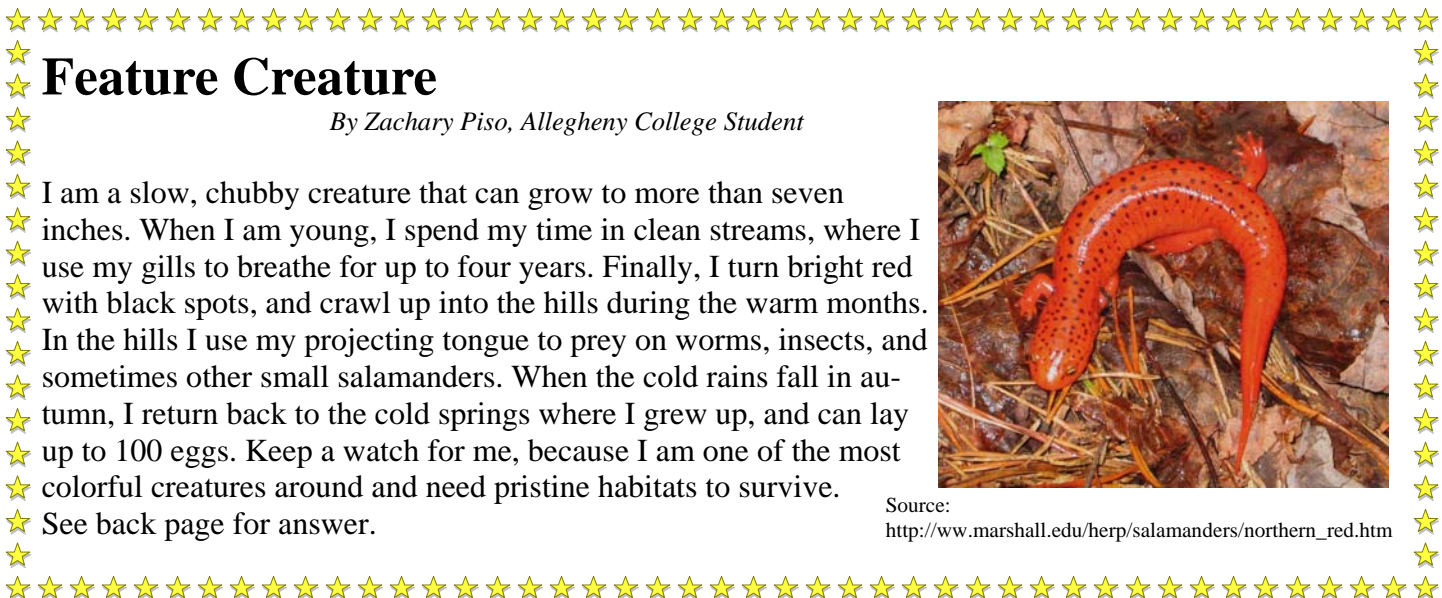 Feature Creature
By Zachary Piso, Allegheny College Student
I am a slow, chubby creature that can grow to more than seven
inches. When I am young, I spend my time in clean streams, where I
use my gills to breathe for up to four years. Finally, I turn bright red
with black spots, and crawl up into the hills during the warm months.
In the hills I use my projecting tongue to prey on worms, insects, and
sometimes other small salamanders. When the cold rains fall in au-
tumn, I return back to the cold springs where I grew up, and can lay
up to 100 eggs. Keep a watch for me, because I am one of the most
colorful creatures around and need pristine habitats to survive.
See back page for answer.
Source:
http://ww.marshall.edu/herp/salamanders/northern_red.htm